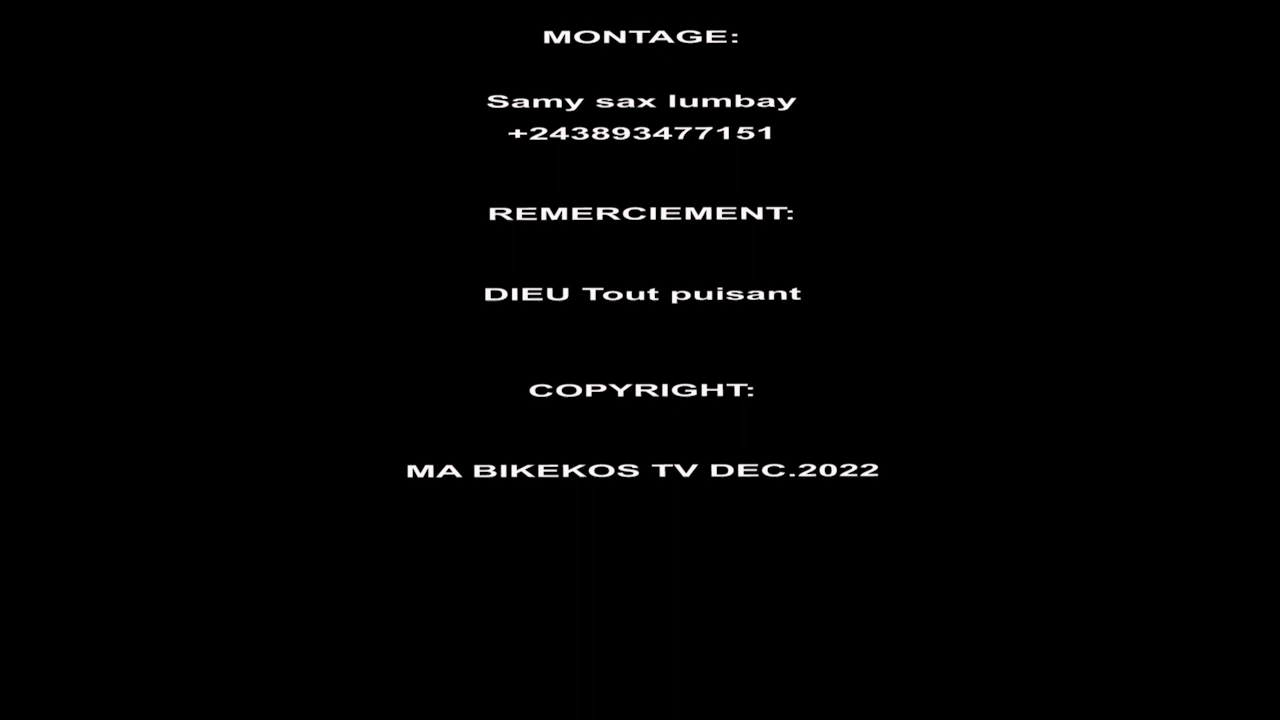 MONTAGE:
Samy sax lumbay
+243893477151
REMERCIEMENT:
DIEU Tout puisant
COPYRIGHT:
MA BIKEKOS TV DEC.2022